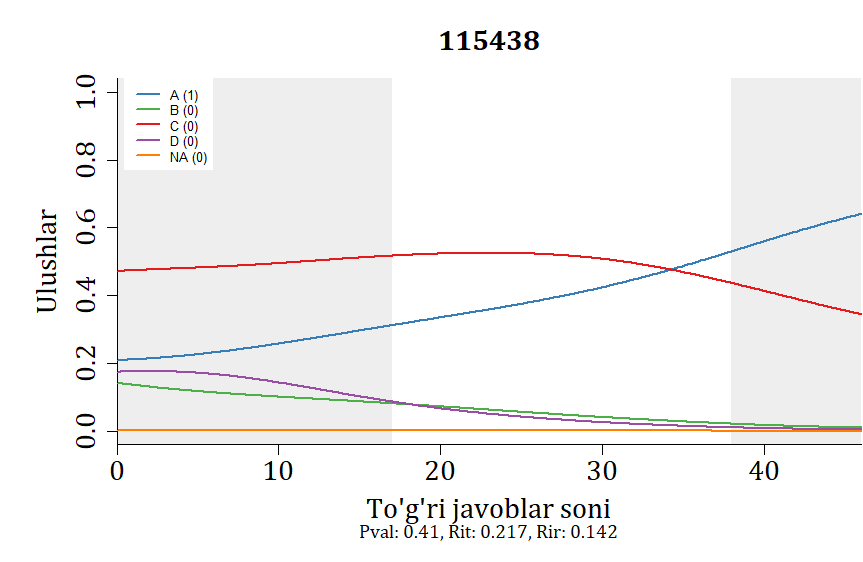 115438
A (1)
B (0)
C (0)
D (0)
NA (0)
Ulushlar
0.0 0.2 0.4 0.6 0.8 1.0
0 10 20 30 40
To'g'ri javoblar soni
Pval: 0.41, Rit: 0.217, Rir: 0.142